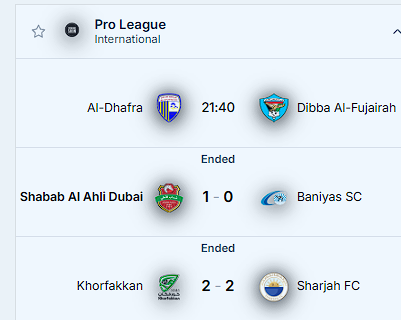 Pro League
International
Al-Dhafra 21:40 Dibba Al-Fujairah
Ended
Shabab Al Ahli Dubai 1 - 0 Baniyas SC
Ended
Khorfakkan 2 - 2 Sharjah FC